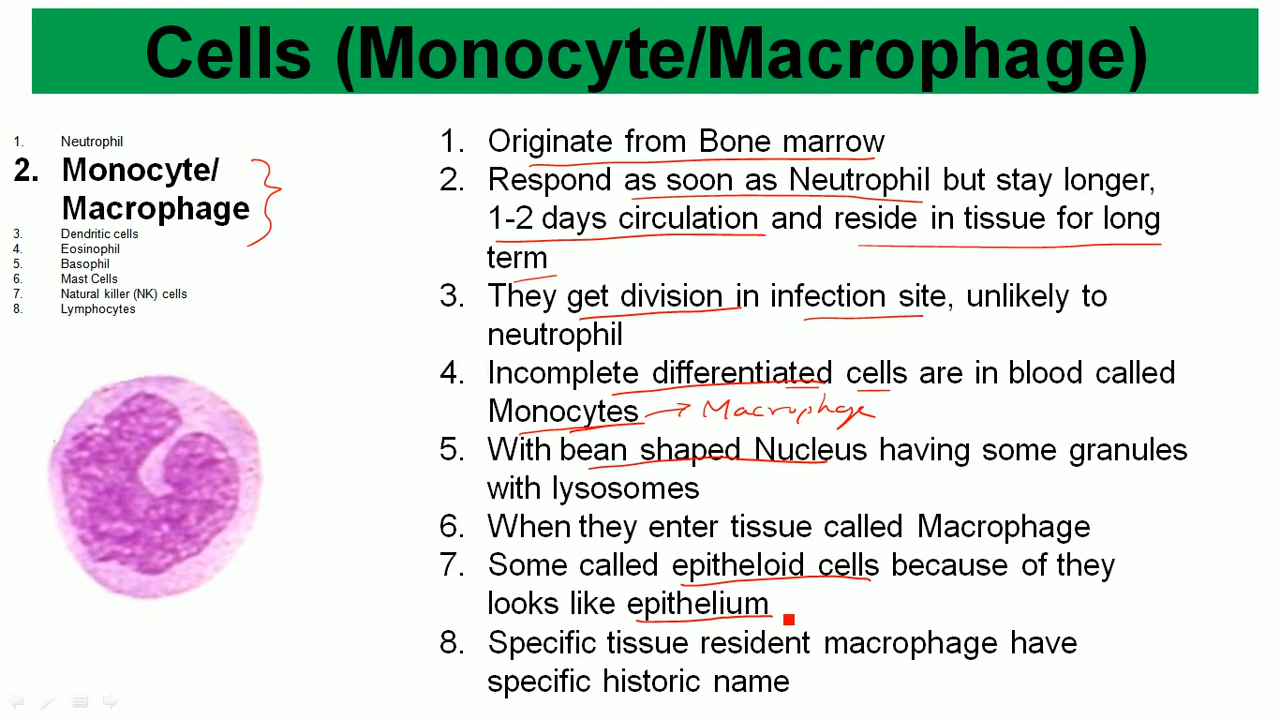 Cells (Monocyte/Macrophage)
1. Neutrophil
2. Monocyte/
Macrophage
3. Dendritic cells
4. Eosinophil
5. Basophil
6. Mast Cells
7. Natural killer (NK) cells
8. Lymphocytes
1. Originate from Bone marrow
2. Respond as soon as Neutrophil but stay longer,
1-2 days circulation and reside in tissue for long
term
3. They get division in infection site, unlikely to
neutrophil
4. Incomplete differentiated cells are in blood called
Monocytes → Macrophage
5. With bean shaped Nucleus having some granules
with lysosomes
6. When they enter tissue called Macrophage
7. Some called epitheloid cells because of they
looks like epithelium
8. Specific tissue resident macrophage have
specific historic name